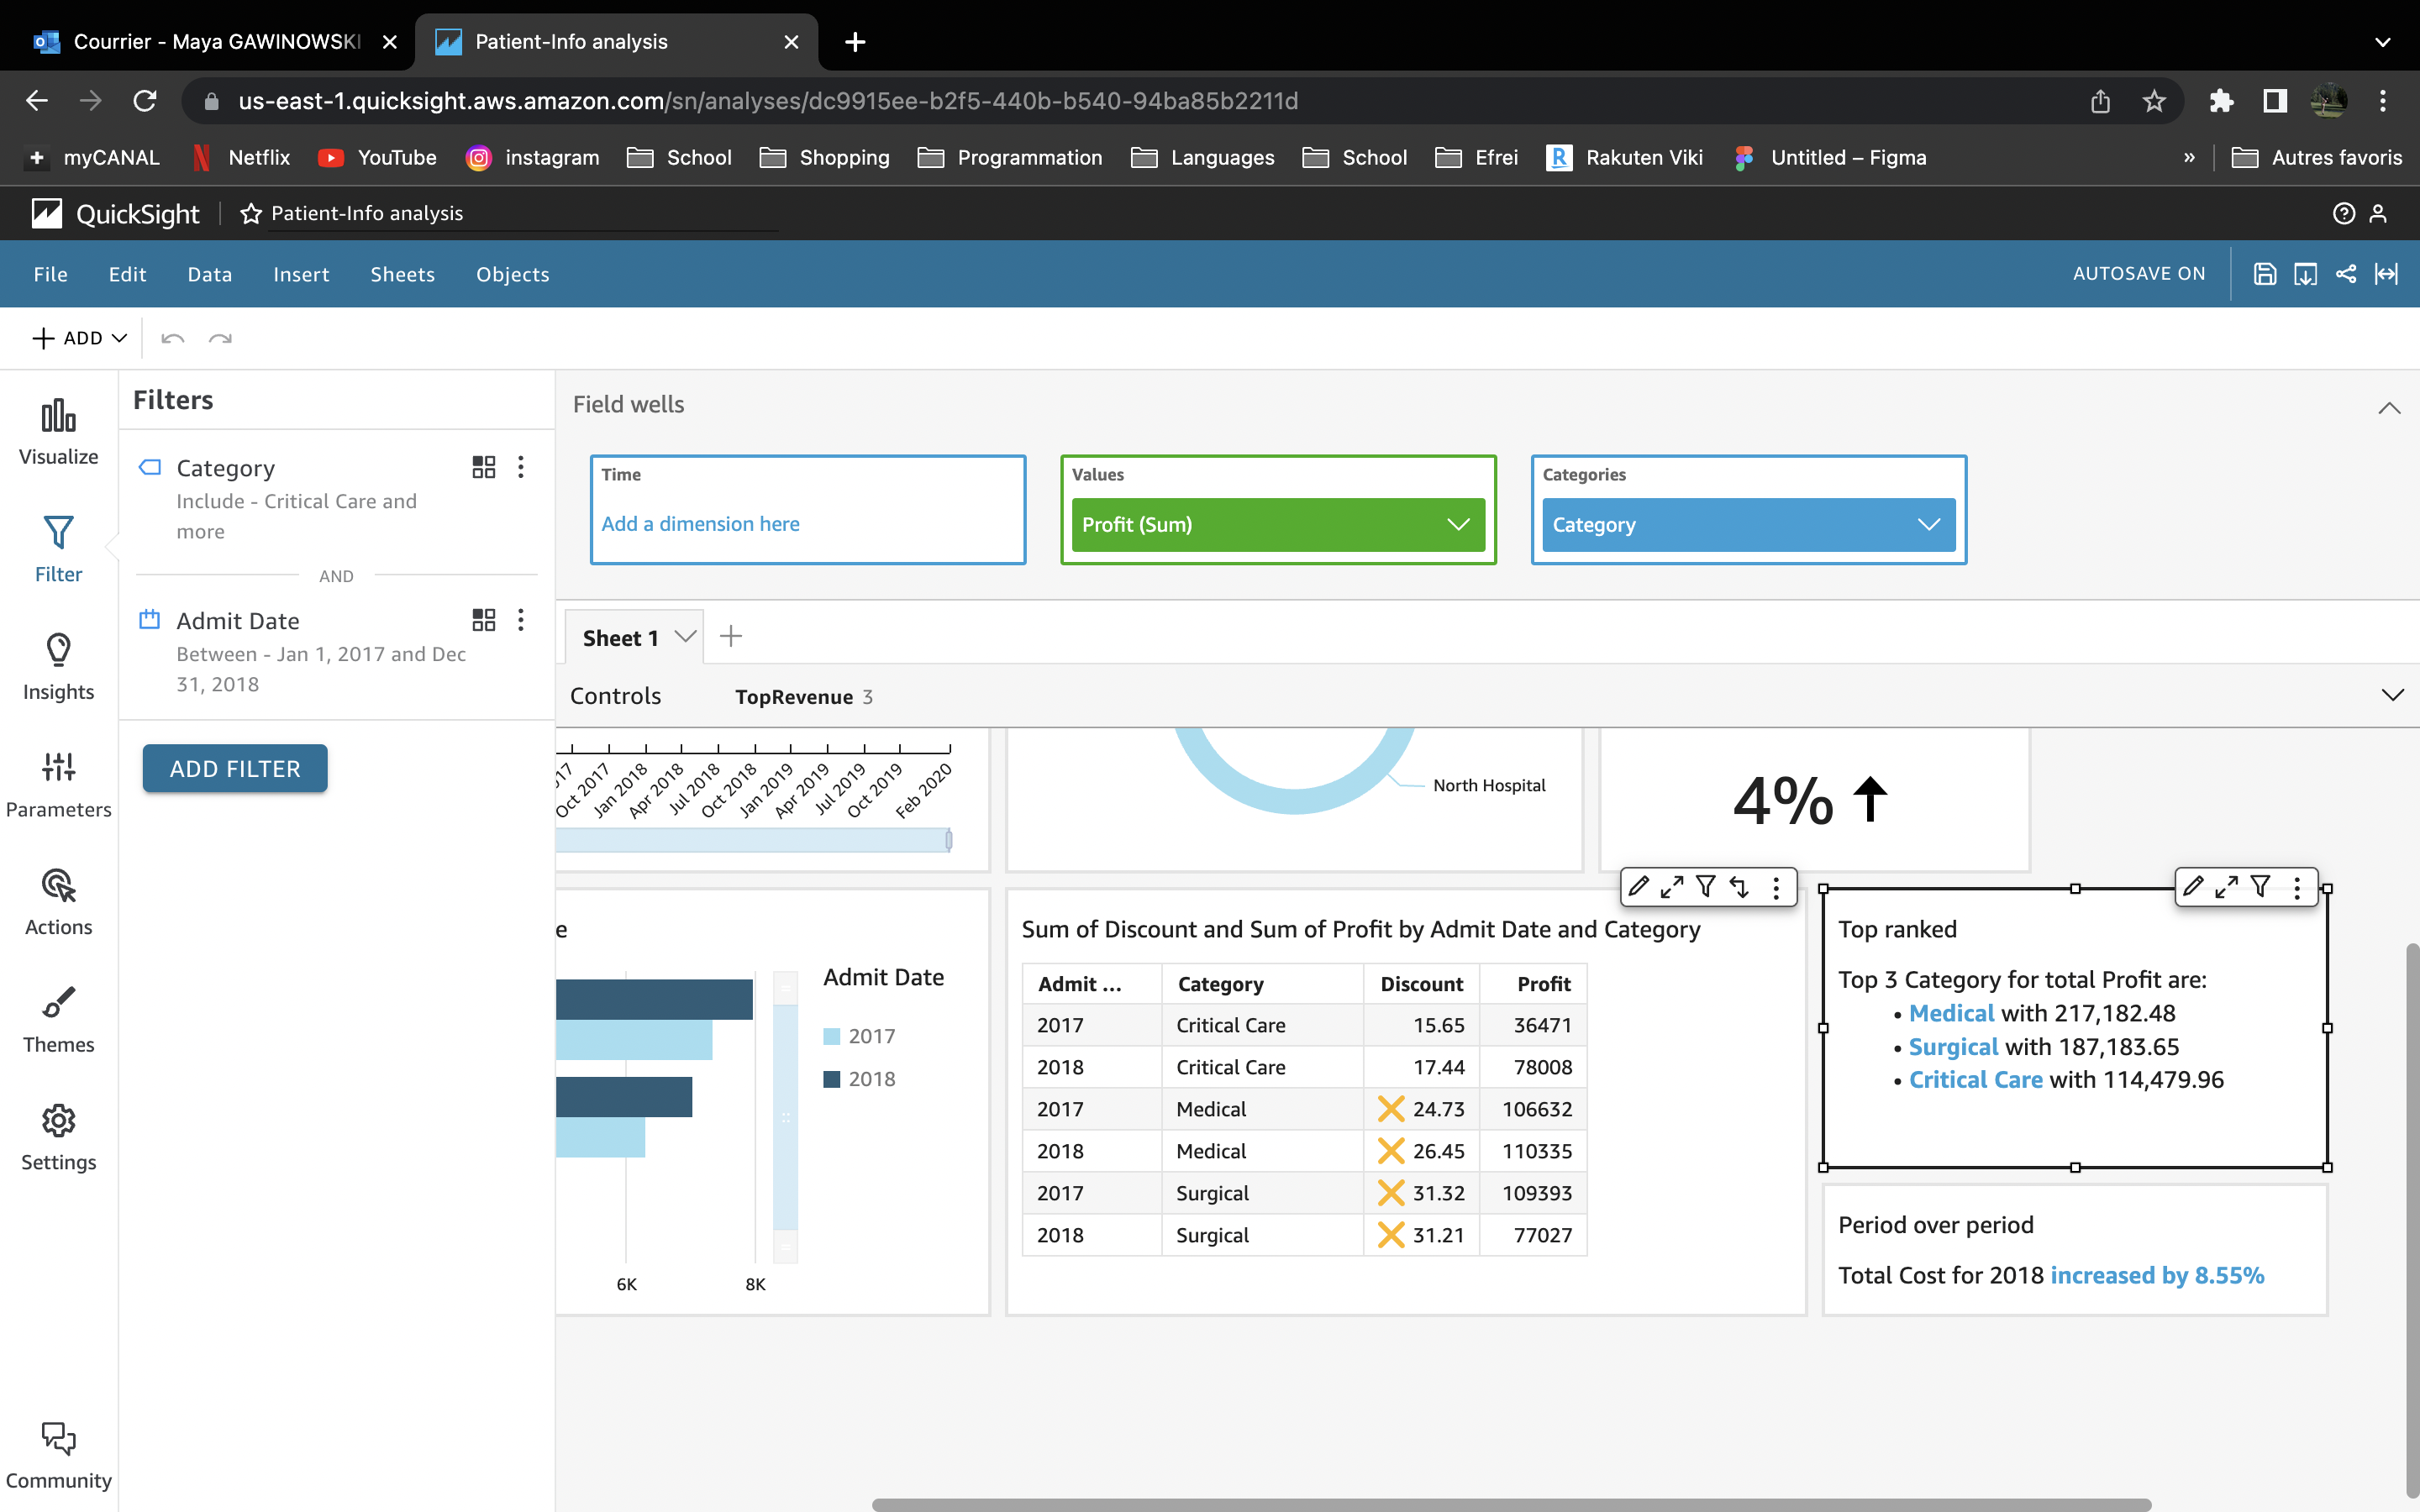 Courrier - Maya GAWINOWSKI
Patient-Info analysis
us-east-1.quicksight.aws.amazon.com/sn/analyses/dc9915ee-b2f5-440b-b540-94ba85b2211d
myCANAL Netflix YouTube instagram School Shopping Programmation Languages School Efrei Rakuten Viki Untitled – Figma » Autres favoris
QuickSight Patient-Info analysis
File Edit Data Insert Sheets Objects AUTOSAVE ON
ADD
Visualize
Filter
Insights
Parameters
Actions
Themes
Settings
Community
Filters
Category
Include - Critical Care and
more
AND
Admit Date
Between - Jan 1, 2017 and Dec
31, 2018
ADD FILTER
Field wells
Time
Add a dimension here
Values
Profit (Sum)
Categories
Category
Sheet 1
Controls TopRevenue 3
17 Oct 2017 Jan 2018 Apr 2018 Jul 2018 Oct 2018 Jan 2019 Apr 2019 Jul 2019 Oct 2019 Feb 2020
North Hospital
4%
e
Admit Date
2017
2018
6K 8K
Sum of Discount and Sum of Profit by Admit Date and Category
Admit ... Category Discount Profit
2017 Critical Care 15.65 36471
2018 Critical Care 17.44 78008
2017 Medical 24.73 106632
2018 Medical 26.45 110335
2017 Surgical 31.32 109393
2018 Surgical 31.21 77027
Top ranked
Top 3 Category for total Profit are:
• Medical with 217,182.48
• Surgical with 187,183.65
• Critical Care with 114,479.96
Period over period
Total Cost for 2018 increased by 8.55%